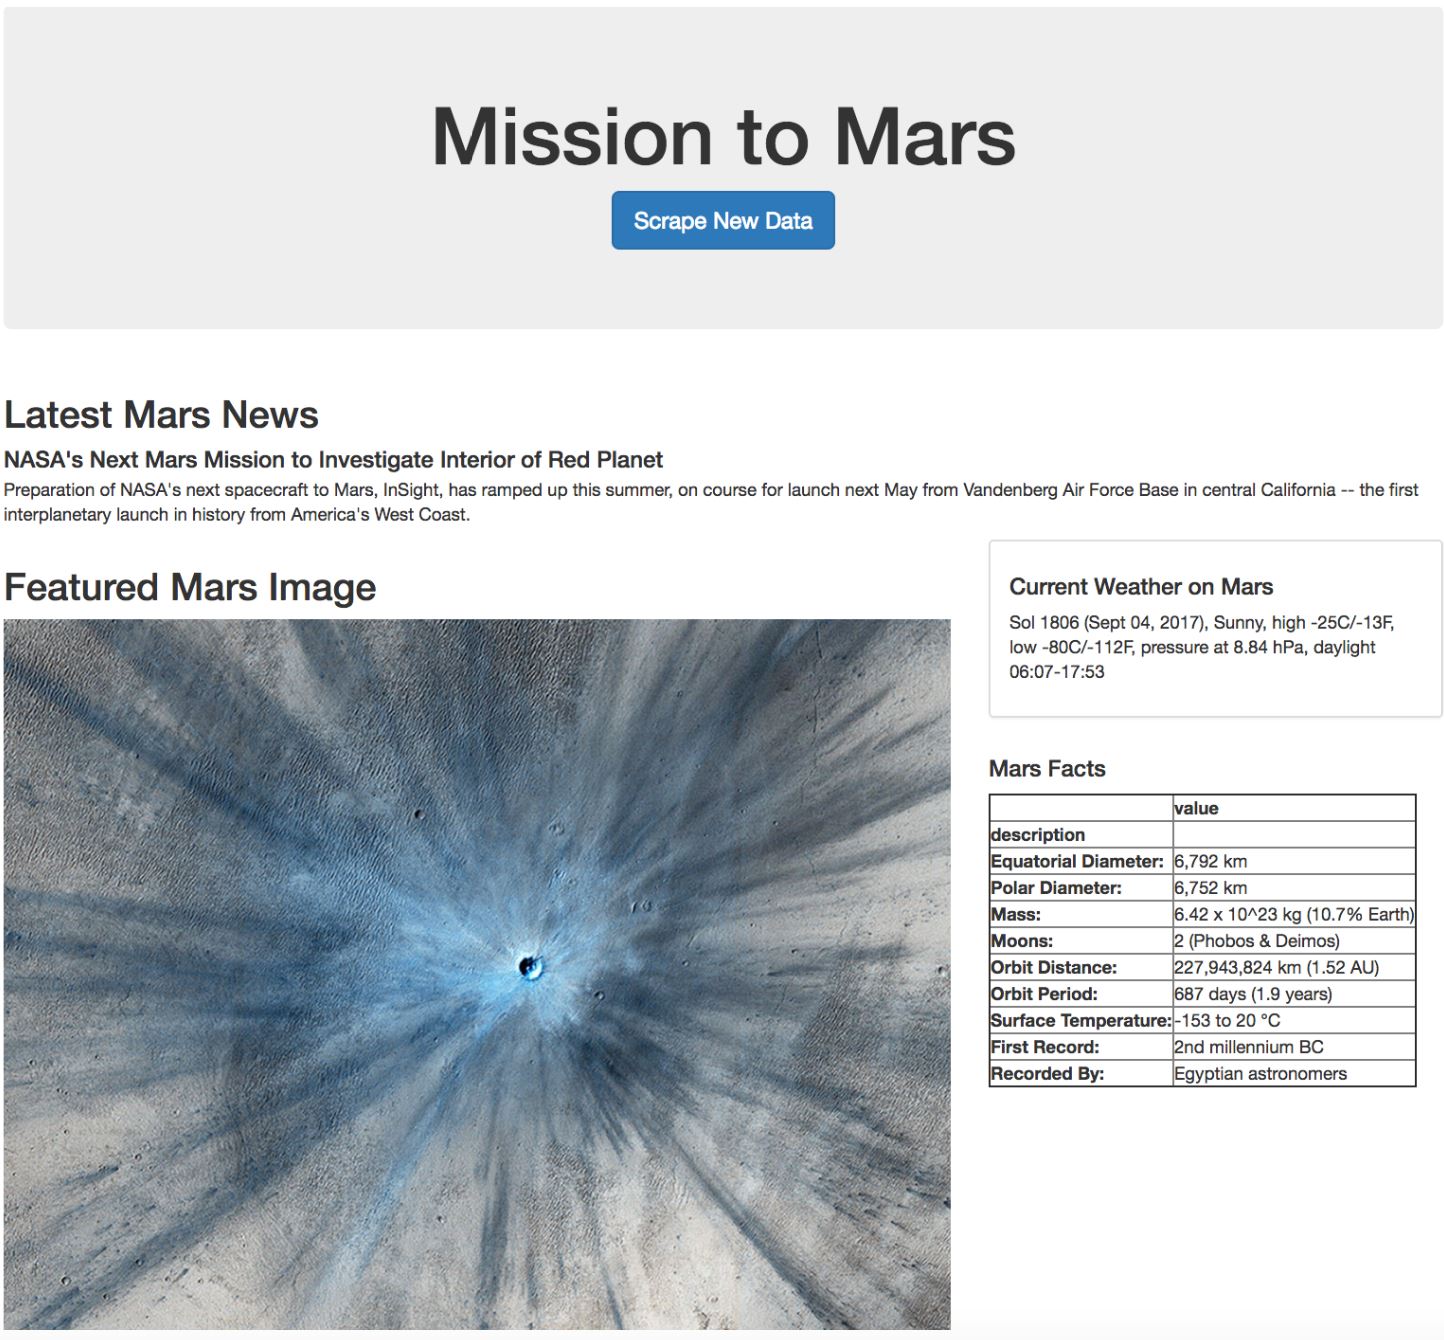 Mission to Mars
Scrape New Data
Latest Mars News
NASA's Next Mars Mission to Investigate Interior of Red Planet
Preparation of NASA's next spacecraft to Mars, InSight, has ramped up this summer, on course for launch next May from Vandenberg Air Force Base in central California -- the first
interplanetary launch in history from America's West Coast.
Featured Mars Image
Current Weather on Mars
Sol 1806 (Sept 04, 2017), Sunny, high -25C/-13F,
low -80C/-112F, pressure at 8.84 hPa, daylight
06:07-17:53
Mars Facts
value
description
Equatorial Diameter: 6,792 km
Polar Diameter: 6,752 km
Mass: 6.42 x 10^23 kg (10.7% Earth)
Moons: 2 (Phobos & Deimos)
Orbit Distance: 227,943,824 km (1.52 AU)
Orbit Period: 687 days (1.9 years)
Surface Temperature: -153 to 20 °C
First Record: 2nd millennium BC
Recorded By: Egyptian astronomers